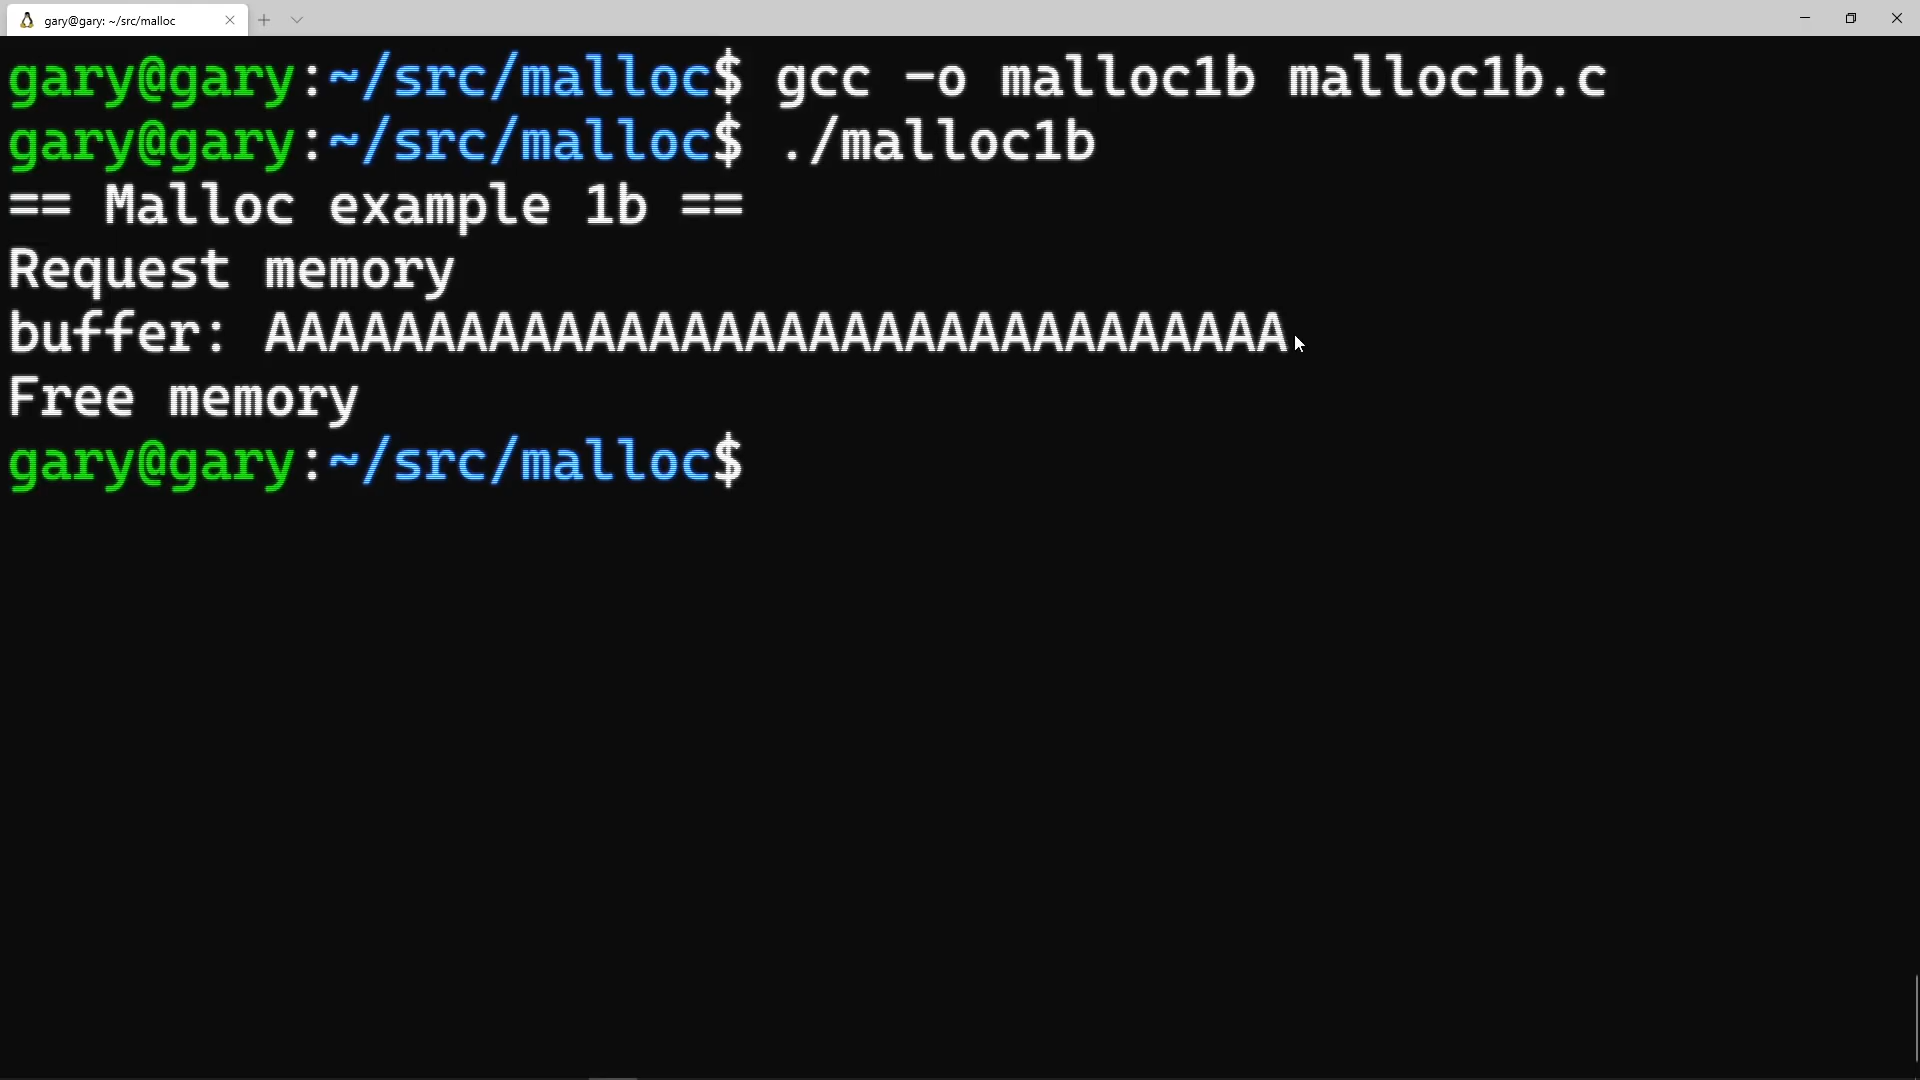 gary@gary: ~/src/malloc
gary@gary:~/src/malloc$ gcc -o malloc1b malloc1b.c
gary@gary:~/src/malloc$ ./malloc1b
== Malloc example 1b ==
Request memory
buffer: AAAAAAAAAAAAAAAAAAAAAAAAAAAAAAAA
Free memory
gary@gary:~/src/malloc$